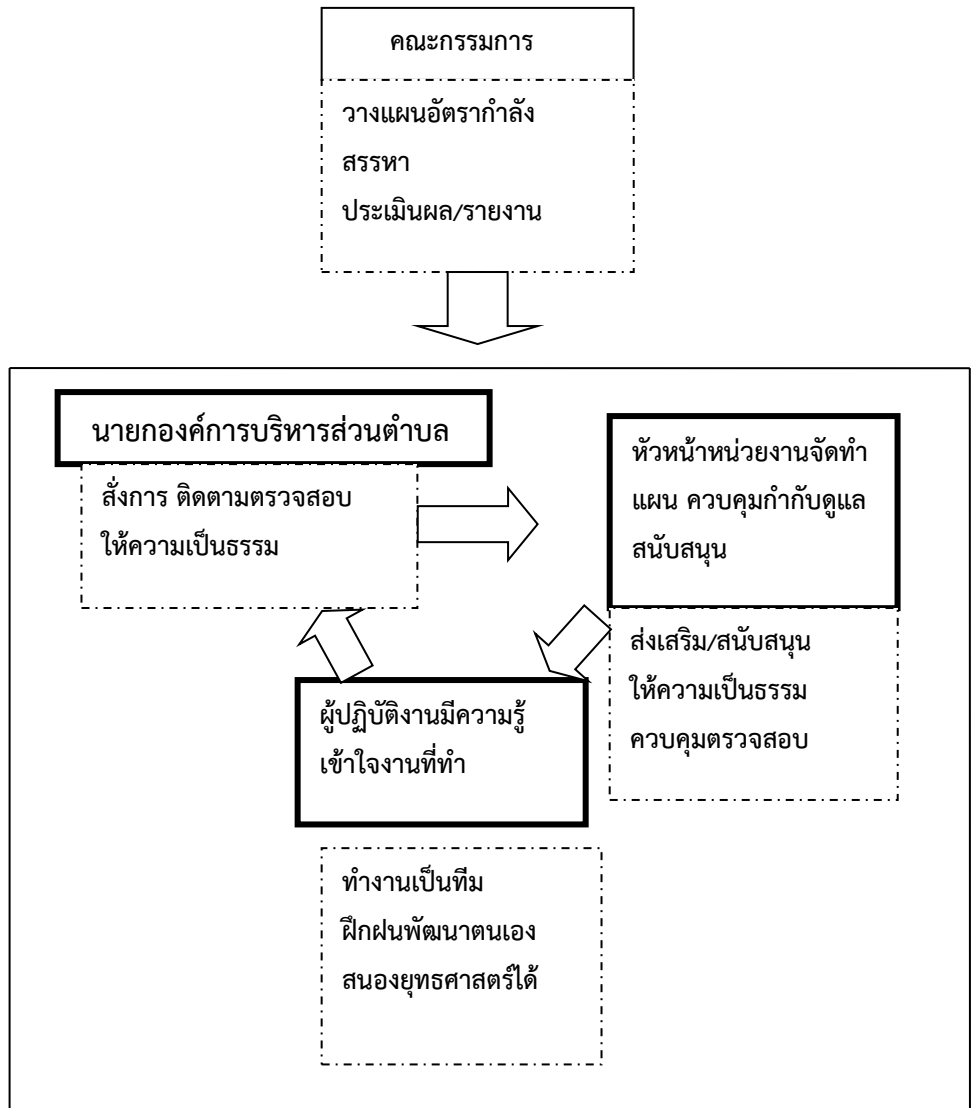 คณะกรรมการ
วางแผนอัตรากำลัง
สรรหา
ประเมินผล/รายงาน
นายกองค์การบริหารส่วนตำบล
สั่งการ ติดตามตรวจสอบ
ให้ความเป็นธรรม
หัวหน้าหน่วยงานจัดทำ
แผน ควบคุมกำกับดูแล
สนับสนุน
ส่งเสริม/สนับสนุน
ให้ความเป็นธรรม
ควบคุมตรวจสอบ
ผู้ปฏิบัติงานมีความรู้
เข้าใจงานที่ทำ
ทำงานเป็นทีม
ฝึกฝนพัฒนาตนเอง
สนองยุทธศาสตร์ได้